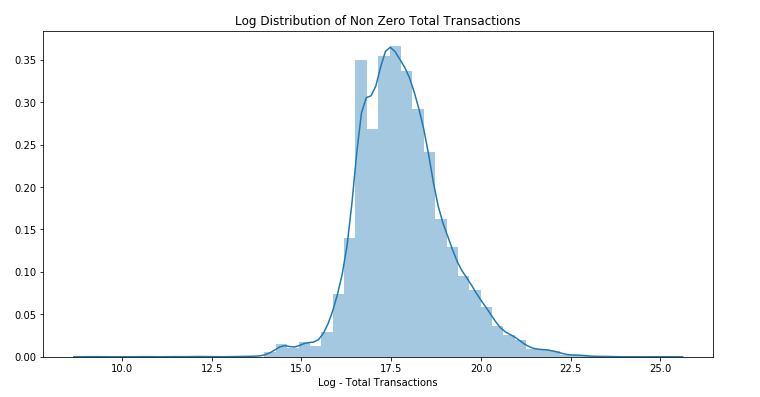 Log Distribution of Non Zero Total Transactions
0.35
0.30
0.25
0.20
0.15
0.10
0.05
0.00
10.0 12.5 15.0 17.5 20.0 22.5 25.0
Log - Total Transactions